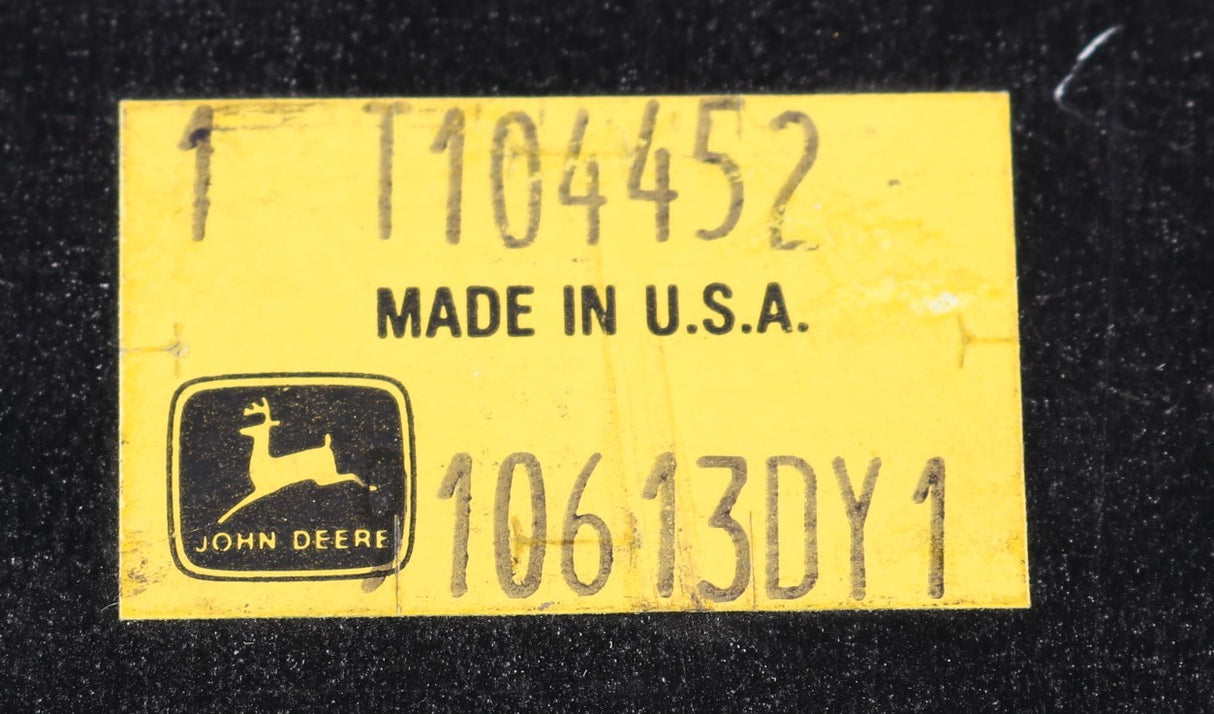 1 T104452
MADE IN U.S.A.
JOHN DEERE
10613DY1